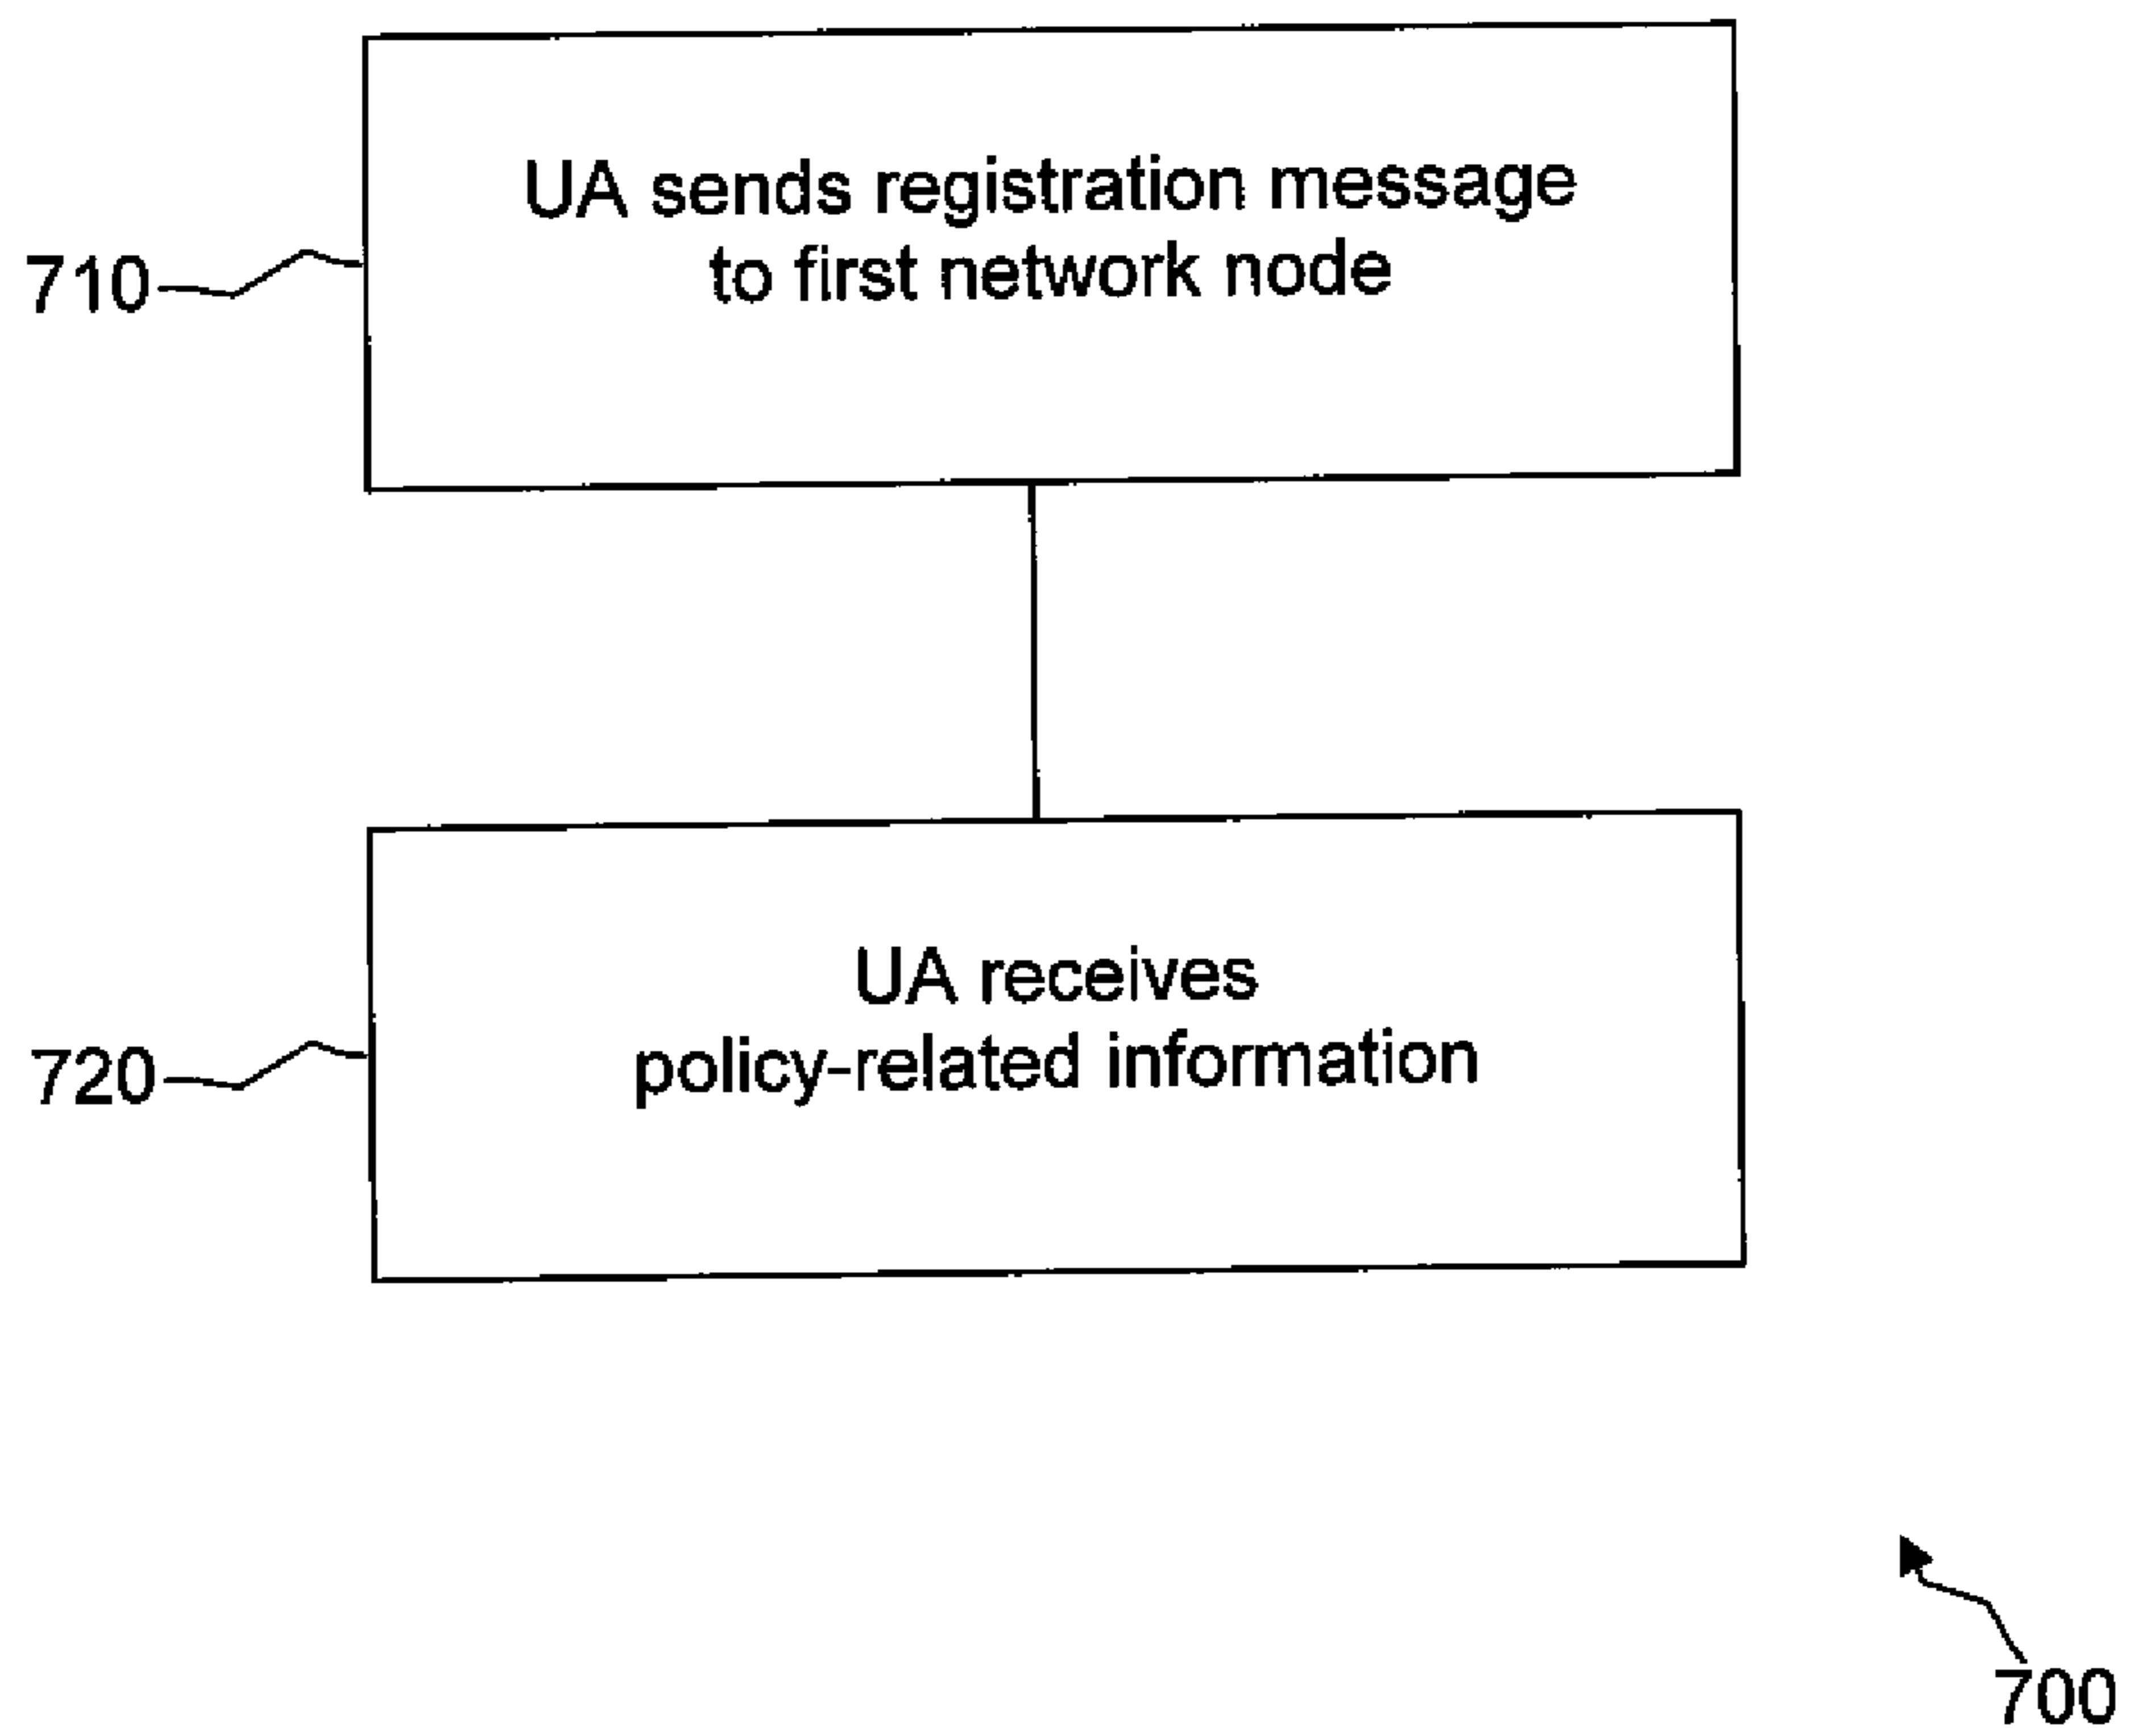 UA sends registration message
to first network node
710
UA receives
policy-related information
720
700